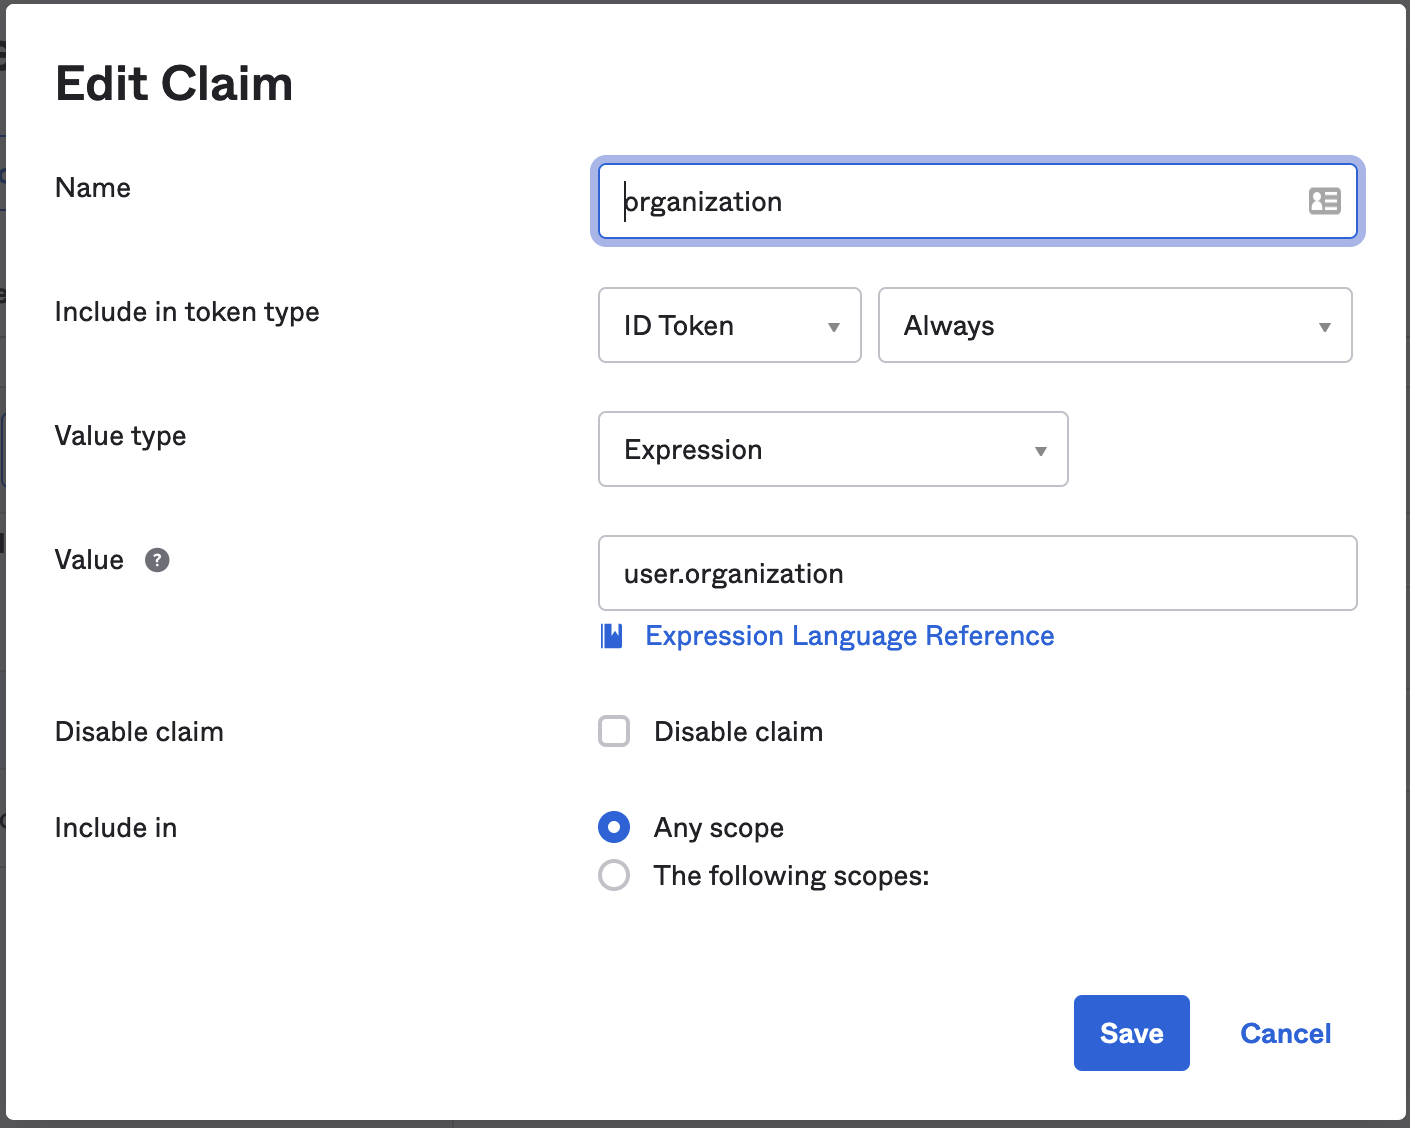 Edit Claim
Name
organization
Include in token type
ID Token
Always
Value type
Expression
Value ?
user.organization
Expression Language Reference
Disable claim
Disable claim
Include in
Any scope
The following scopes:
Save
Cancel